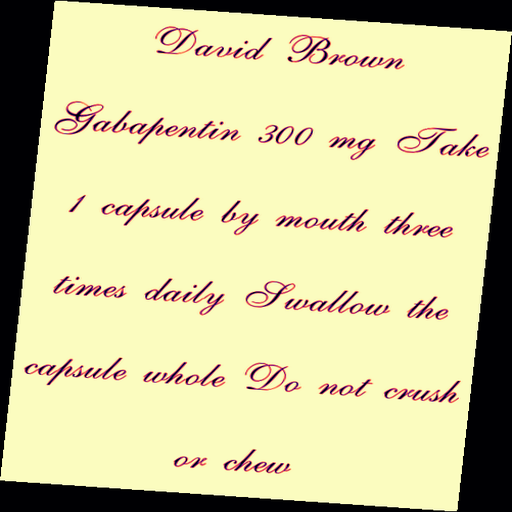 David Brown
Gabapentin 300 mg Take
1 capsule by mouth three
times daily Swallow the
capsule whole Do not crush
or chew